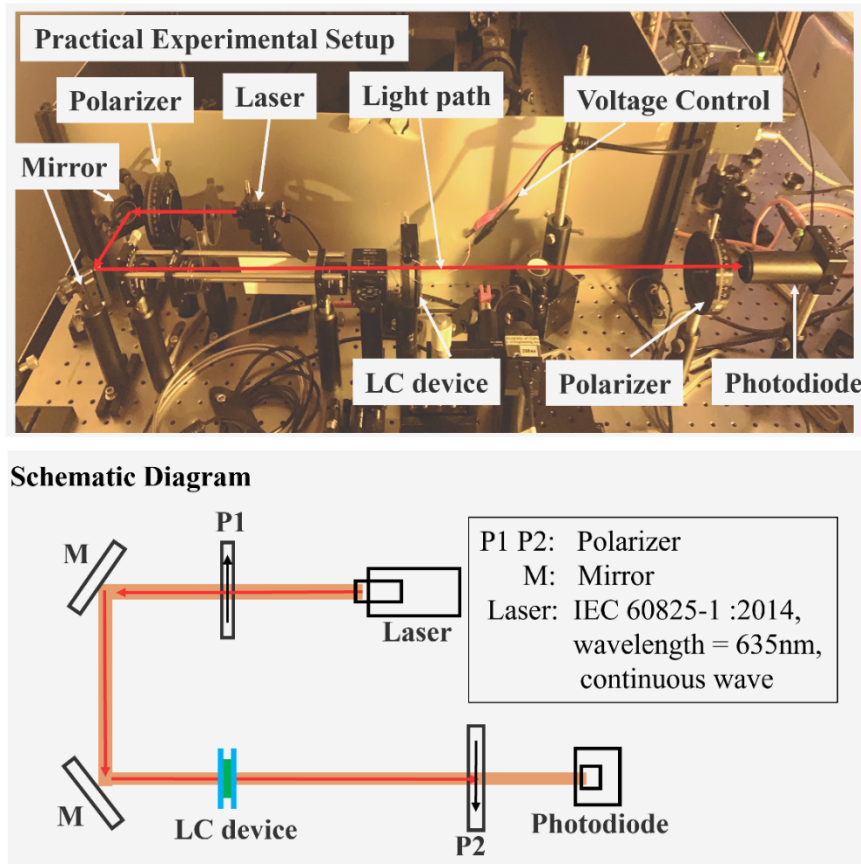 Practical Experimental Setup
Polarizer
Laser
Light path
Voltage Control
Mirror
LC device
Polarizer
Photodiode
Schematic Diagram
P1
M
P1 P2: Polarizer
M: Mirror
Laser: IEC 60825-1 :2014,
wavelength = 635nm,
continuous wave
Laser
M
LC device
P2
Photodiode